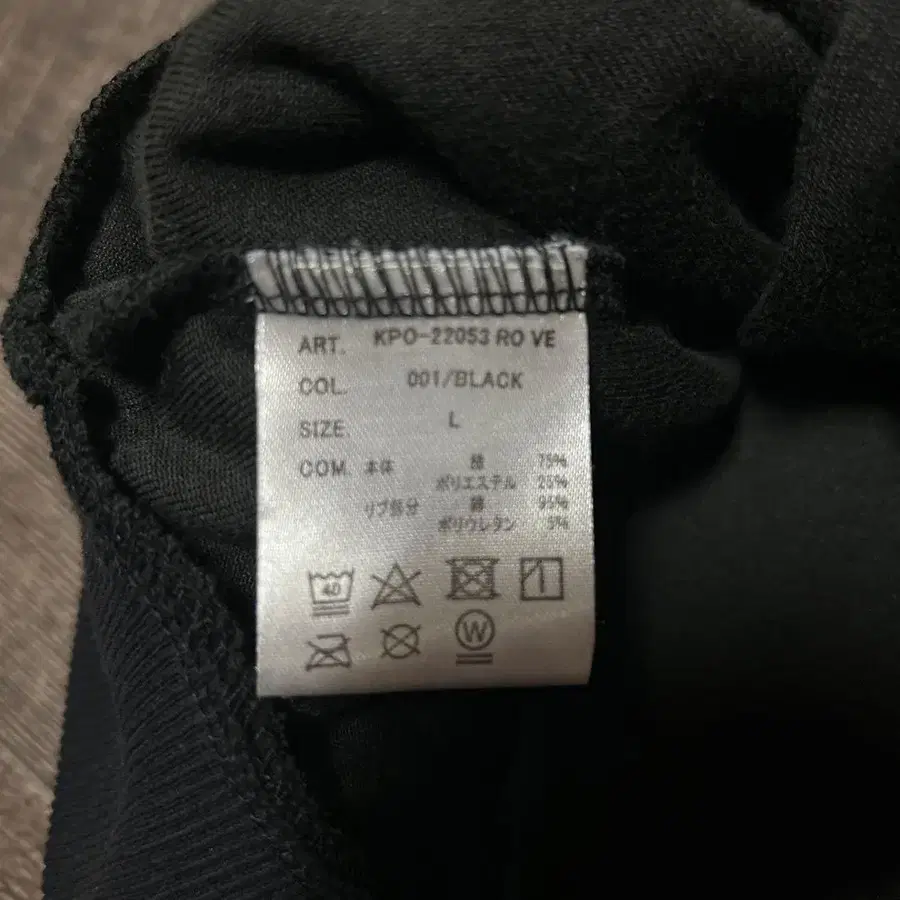 ART. KPO-22053 RO VE
COL. 001/BLACK
SIZE. L
COM. 本体 綿 75%
ポリエステル 25%
リブ部分 綿 95%
ポリウレタン 5%
40
W